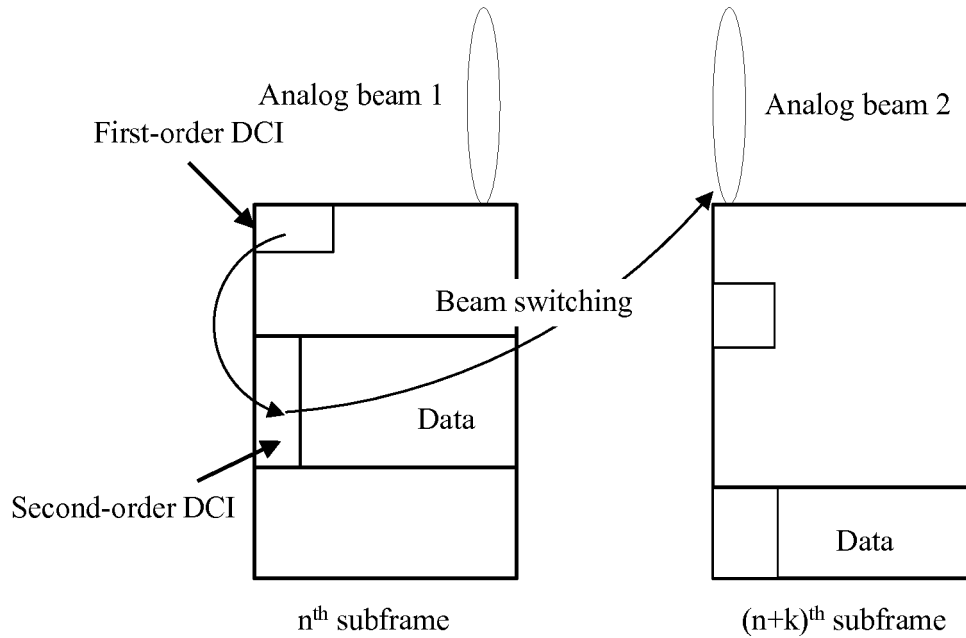 Analog beam 1
Analog beam 2
First-order DCI
Beam switching
Data
Second-order DCI
Data
nth subframe
(n+k)th subframe